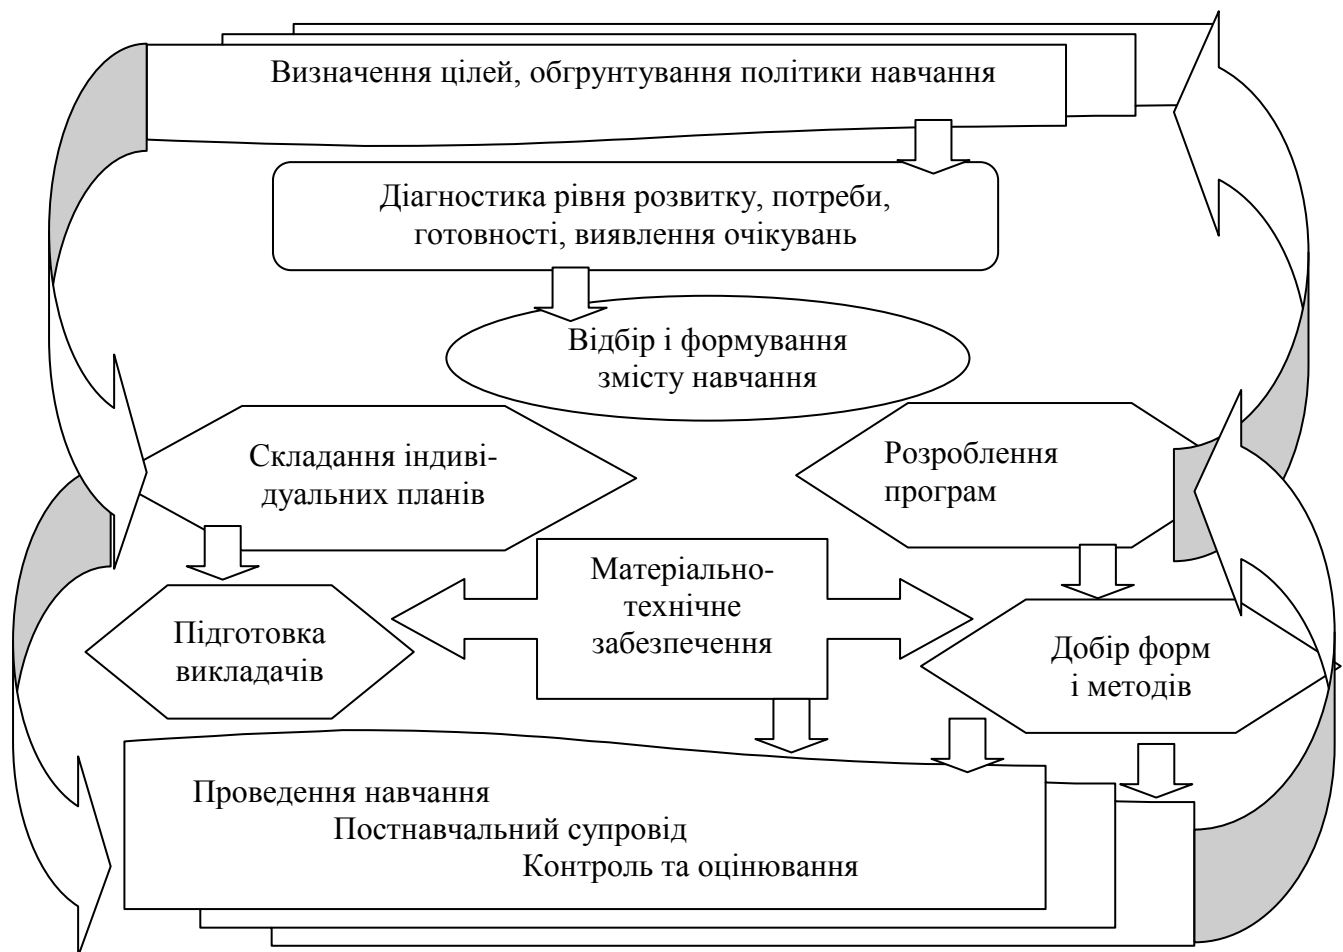 Визначення цілей, обгрунтування політики навчання
Діагностика рівня розвитку, потреби,
готовності, виявлення очікувань
Відбір і формування
змісту навчання
Складання індиві-
дуальних планів
Розроблення
програм
Матеріально-
технічне
забезпечення
Підготовка
викладачів
Добір форм
і методів
Проведення навчання
Постнавчальний супровід
Контроль та оцінювання